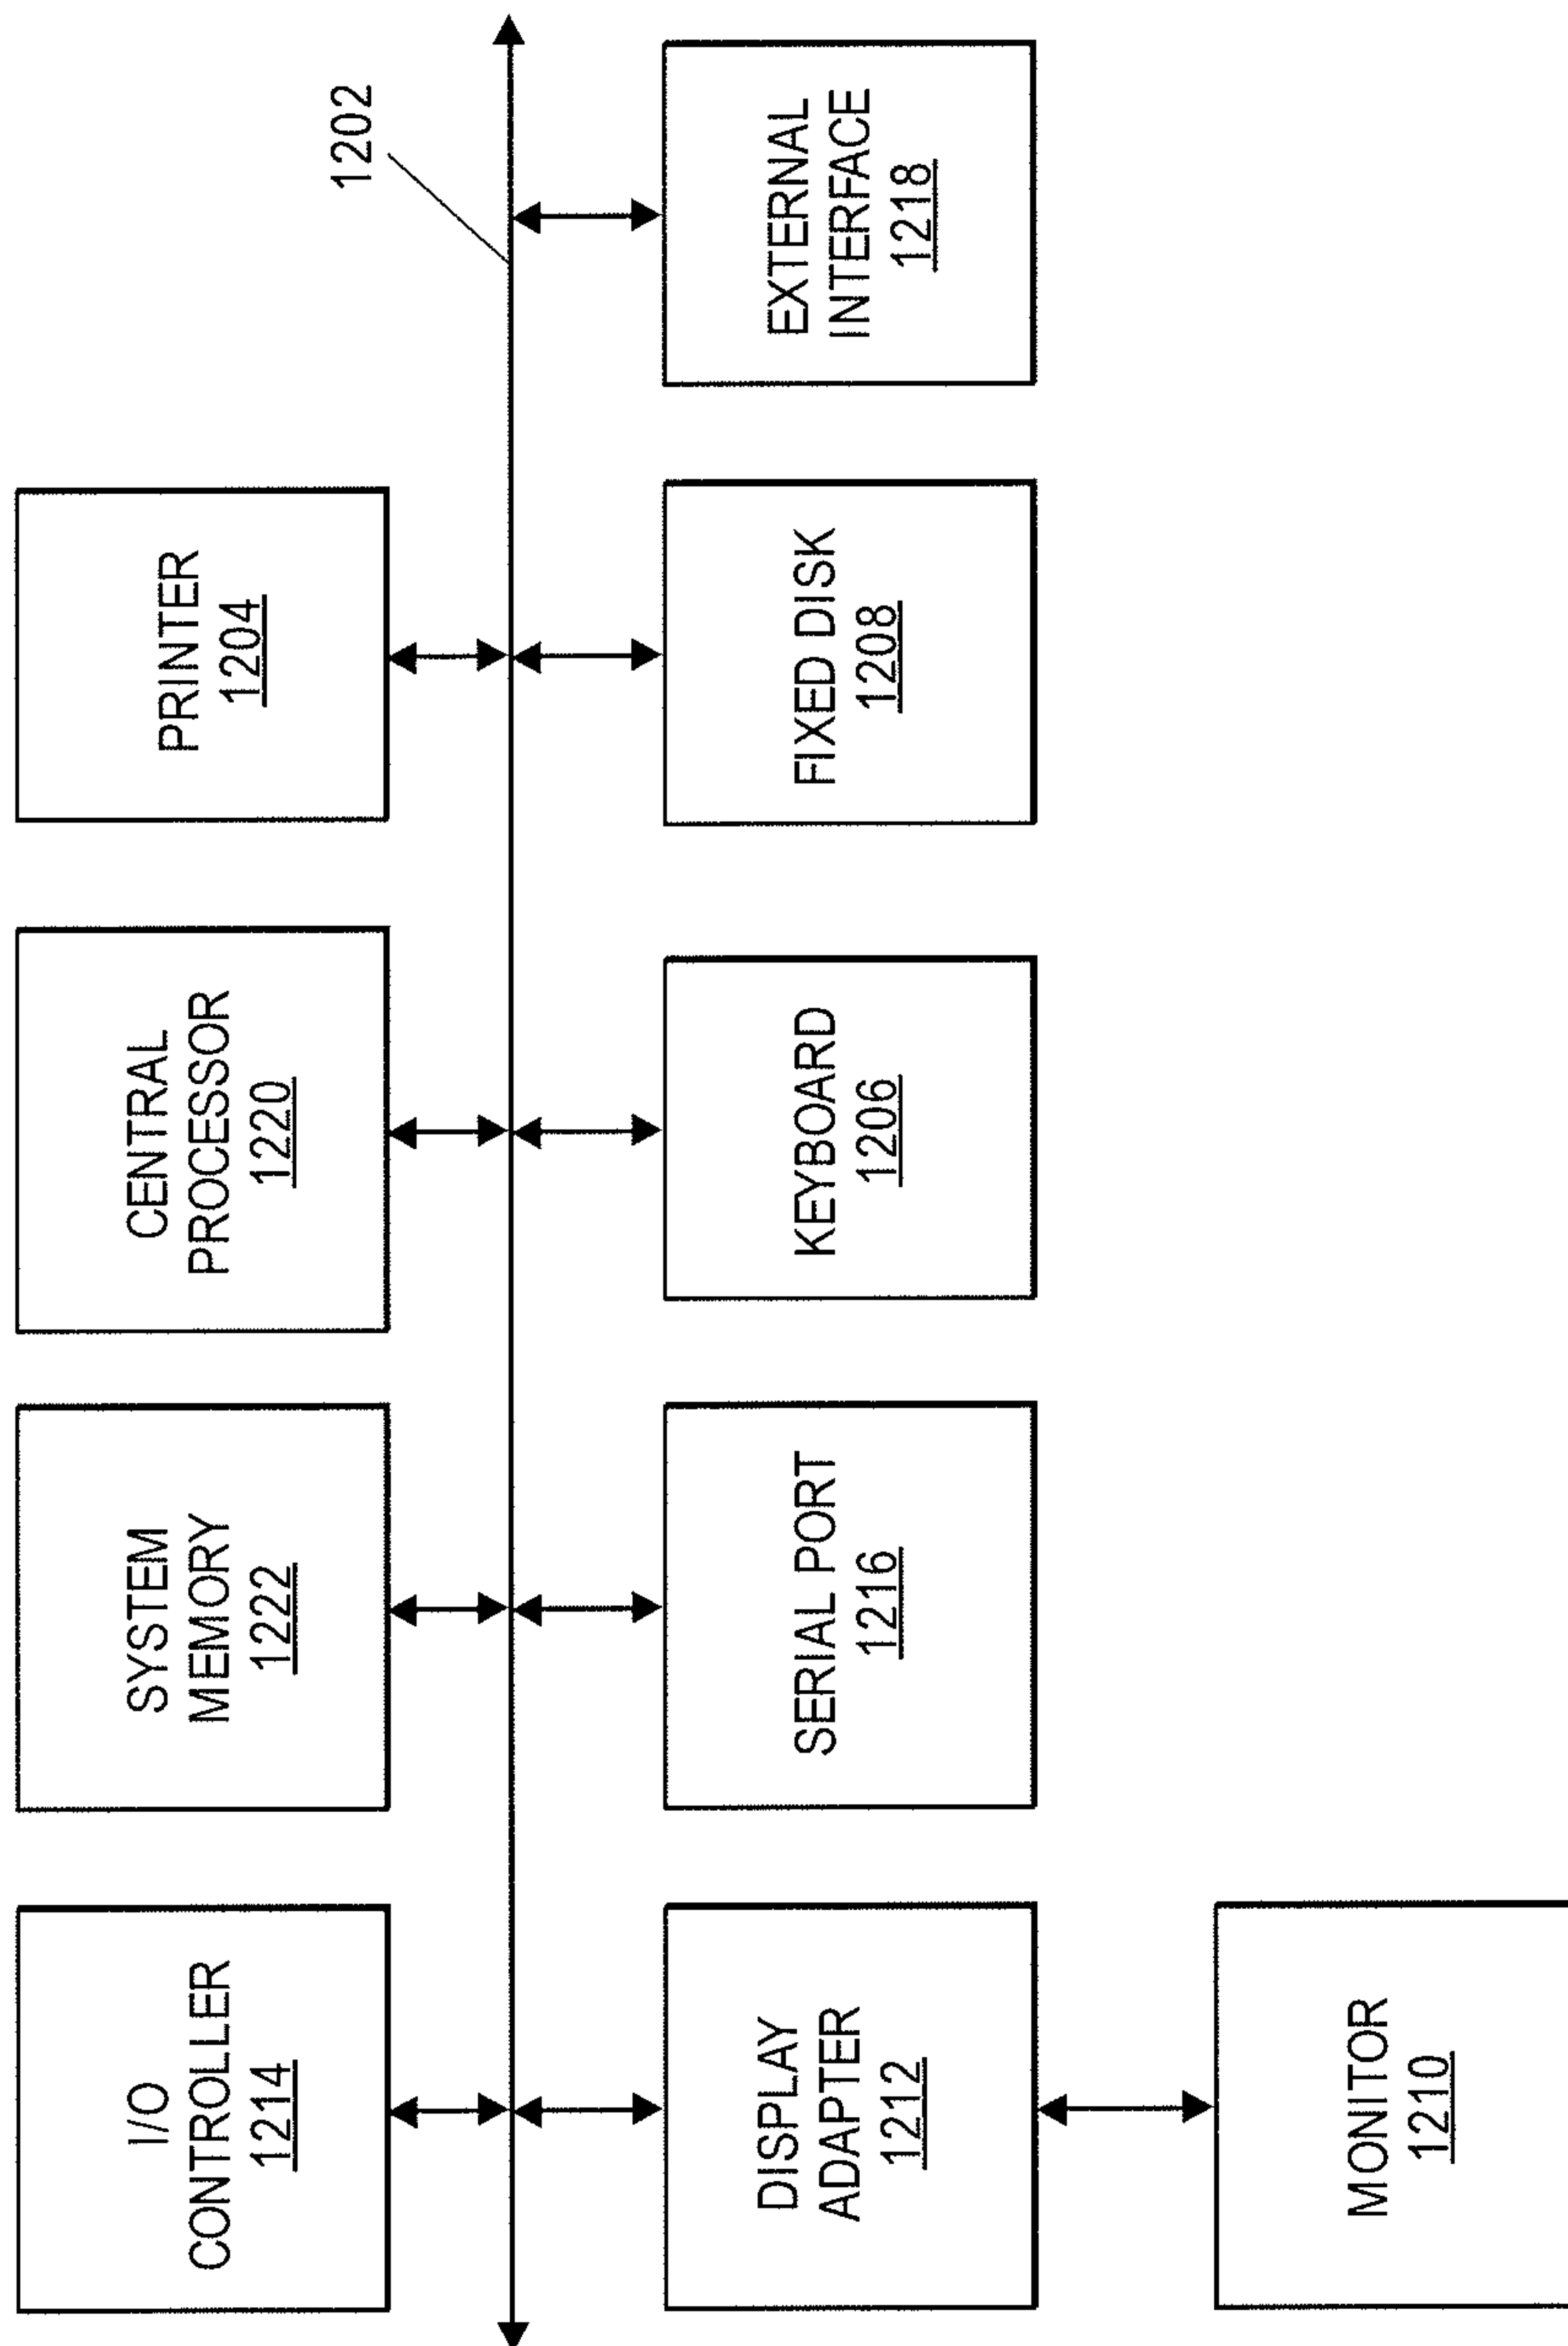 I/O
CONTROLLER
1214
SYSTEM
MEMORY
1222
CENTRAL
PROCESSOR
1220
PRINTER
1204
1202
DISPLAY
ADAPTER
1212
SERIAL PORT
1216
KEYBOARD
1206
FIXED DISK
1208
EXTERNAL
INTERFACE
1218
MONITOR
1210